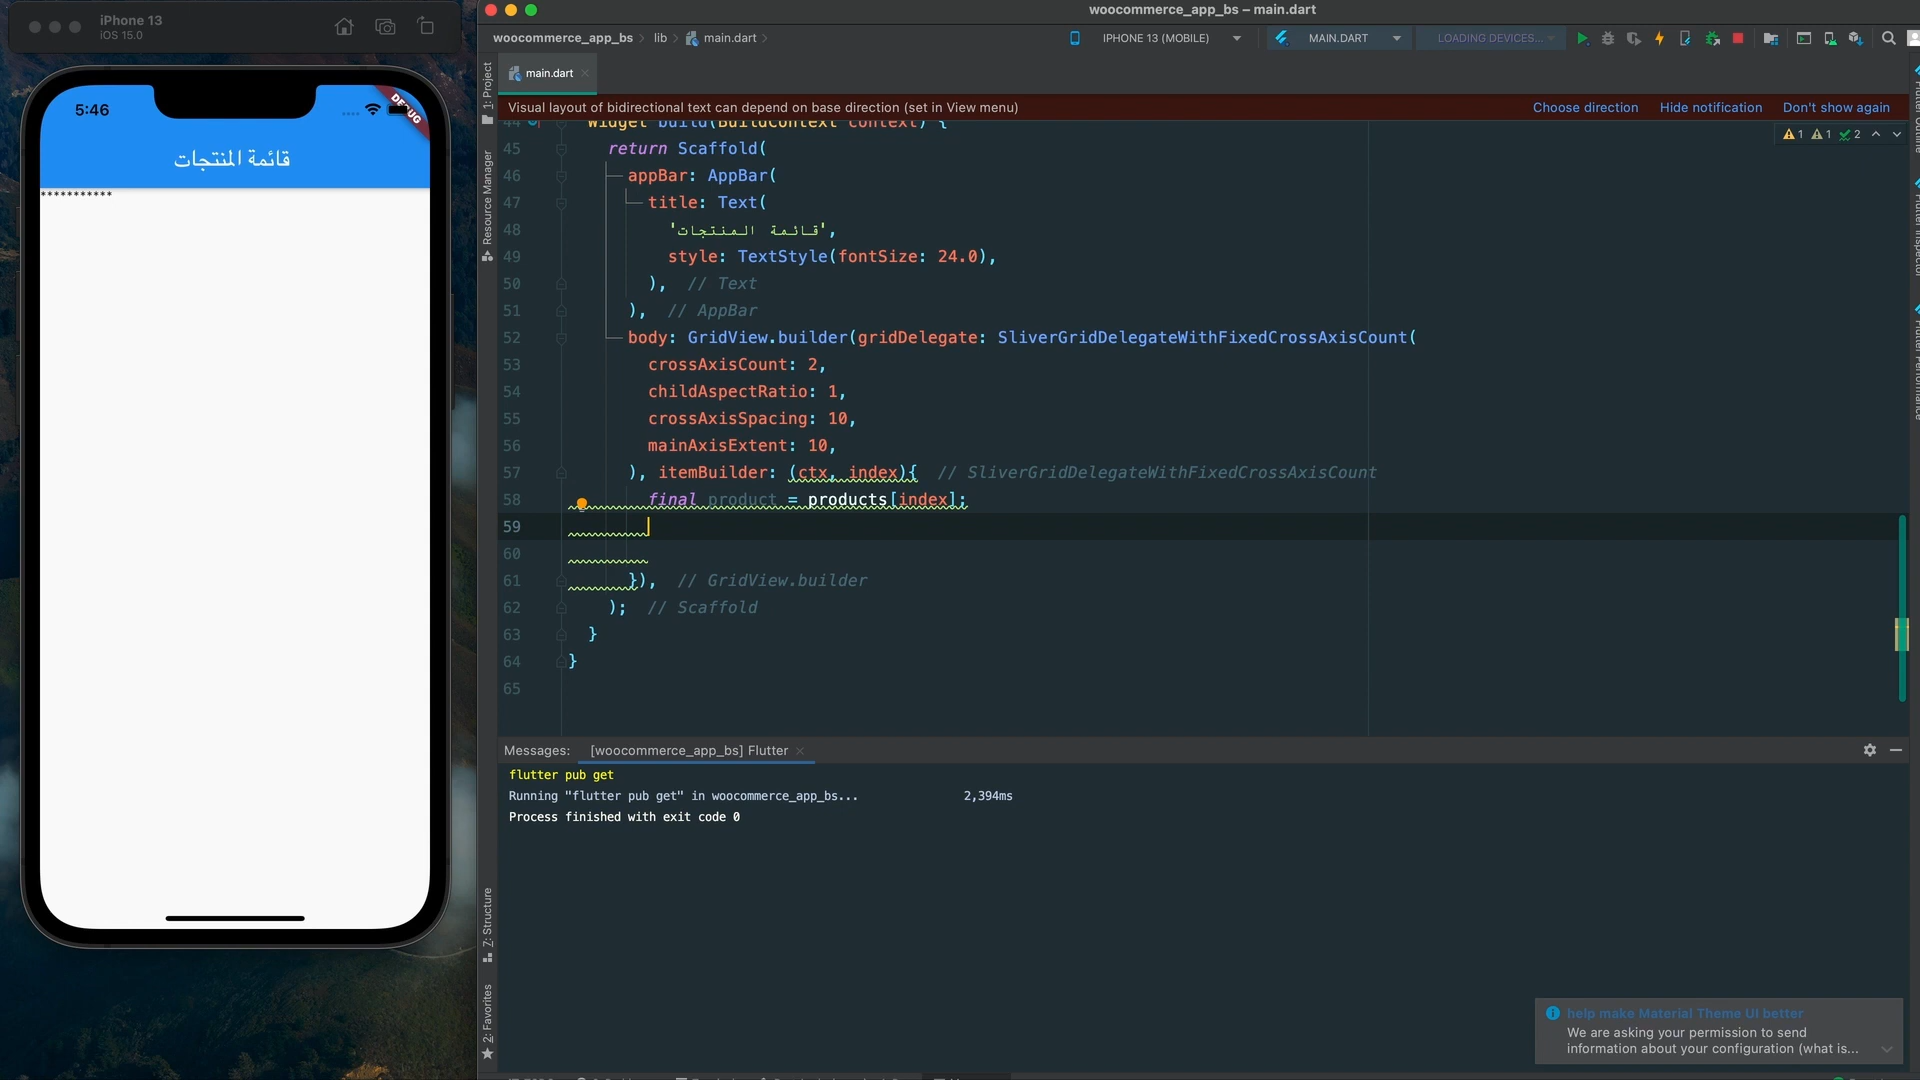 iPhone 13
iOS 15.0
5:46
DEBUG
قائمة المنتجات
***********
woocommerce_app_bs – main.dart
woocommerce_app_bs
lib
main.dart
IPHONE 13 (MOBILE)
MAIN.DART
LOADING DEVICES...
main.dart
1: Project
Resource Manager
Z: Structure
2: Favorites
Visual layout of bidirectional text can depend on base direction (set in View menu)
Choose direction
Hide notification
Don't show again
1 1 2
44 Widget build(BuildContext context) {
45 return Scaffold(
46 appBar: AppBar(
47 title: Text(
48 'قائمة المنتجات',
49 style: TextStyle(fontSize: 24.0),
50 ), // Text
51 ), // AppBar
52 body: GridView.builder(gridDelegate: SliverGridDelegateWithFixedCrossAxisCount(
53 crossAxisCount: 2,
54 childAspectRatio: 1,
55 crossAxisSpacing: 10,
56 mainAxisExtent: 10,
57 ), itemBuilder: (ctx, index){ // SliverGridDelegateWithFixedCrossAxisCount
58 final product = products[index];
59
60
61 }), // GridView.builder
62 ); // Scaffold
63 }
64 }
65
Messages:
[woocommerce_app_bs] Flutter
flutter pub get
Running "flutter pub get" in woocommerce_app_bs... 2,394ms
Process finished with exit code 0
help make Material Theme UI better
We are asking your permission to send
information about your configuration (what is...